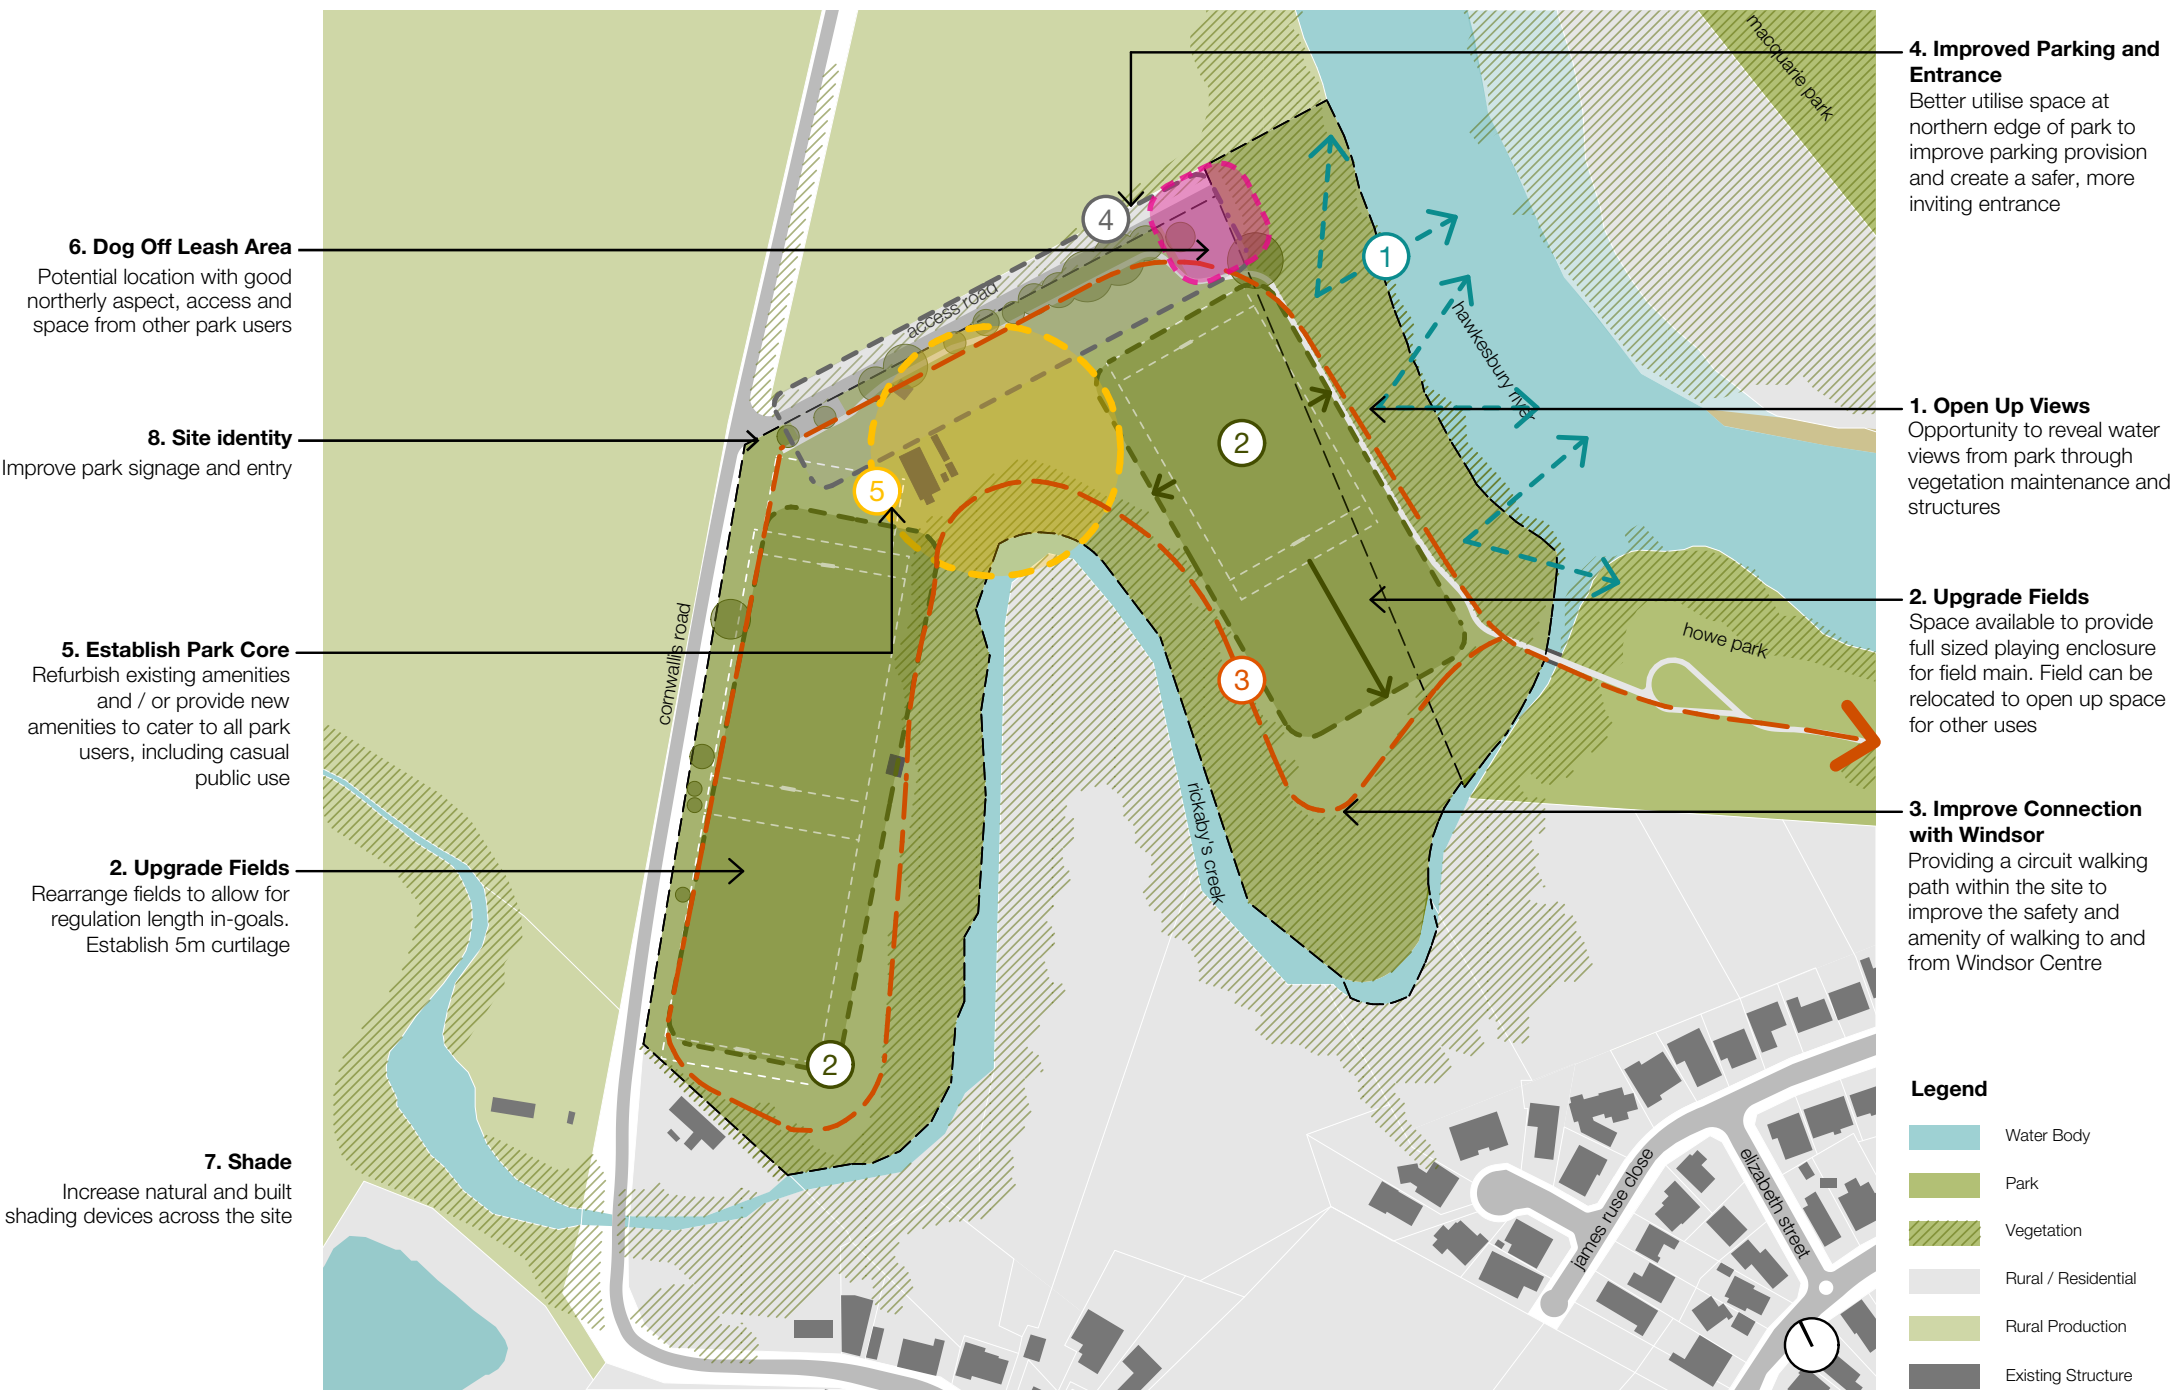 6. Dog Off Leash Area
Potential location with good
northerly aspect, access and
space from other park users
8. Site identity
Improve park signage and entry
5. Establish Park Core
Refurbish existing amenities
and / or provide new
amenities to cater to all park
users, including casual
public use
2. Upgrade Fields
Rearrange fields to allow for
regulation length in-goals.
Establish 5m curtilage
7. Shade
Increase natural and built
shading devices across the site
macquarie park
4
1
access road
hawkesbury river
2
5
cornwallis road
howe park
3
rickaby's creek
2
james ruse close
elizabeth street
4. Improved Parking and
Entrance
Better utilise space at
northern edge of park to
improve parking provision
and create a safer, more
inviting entrance
1. Open Up Views
Opportunity to reveal water
views from park through
vegetation maintenance and
structures
2. Upgrade Fields
Space available to provide
full sized playing enclosure
for field main. Field can be
relocated to open up space
for other uses
3. Improve Connection
with Windsor
Providing a circuit walking
path within the site to
improve the safety and
amenity of walking to and
from Windsor Centre
Legend
Water Body
Park
Vegetation
Rural / Residential
Rural Production
Existing Structure